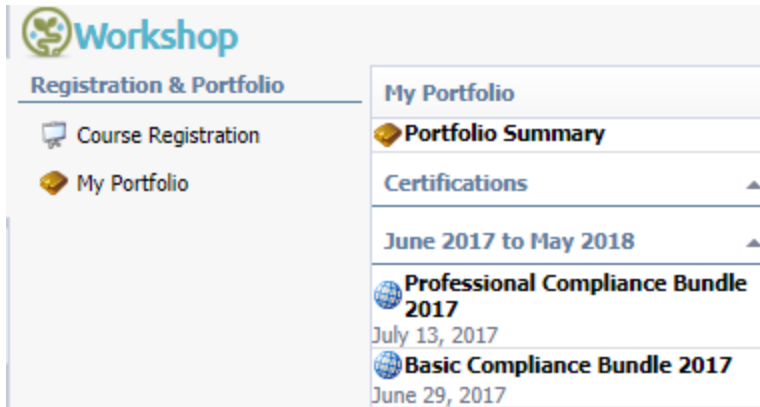 Workshop
Registration & Portfolio
Course Registration
My Portfolio
My Portfolio
Portfolio Summary
Certifications
June 2017 to May 2018
Professional Compliance Bundle
2017
July 13, 2017
Basic Compliance Bundle 2017
June 29, 2017